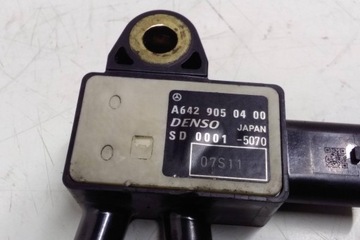 A642 905 04 00
DENSO JAPAN
SD 0001-5070
07S11